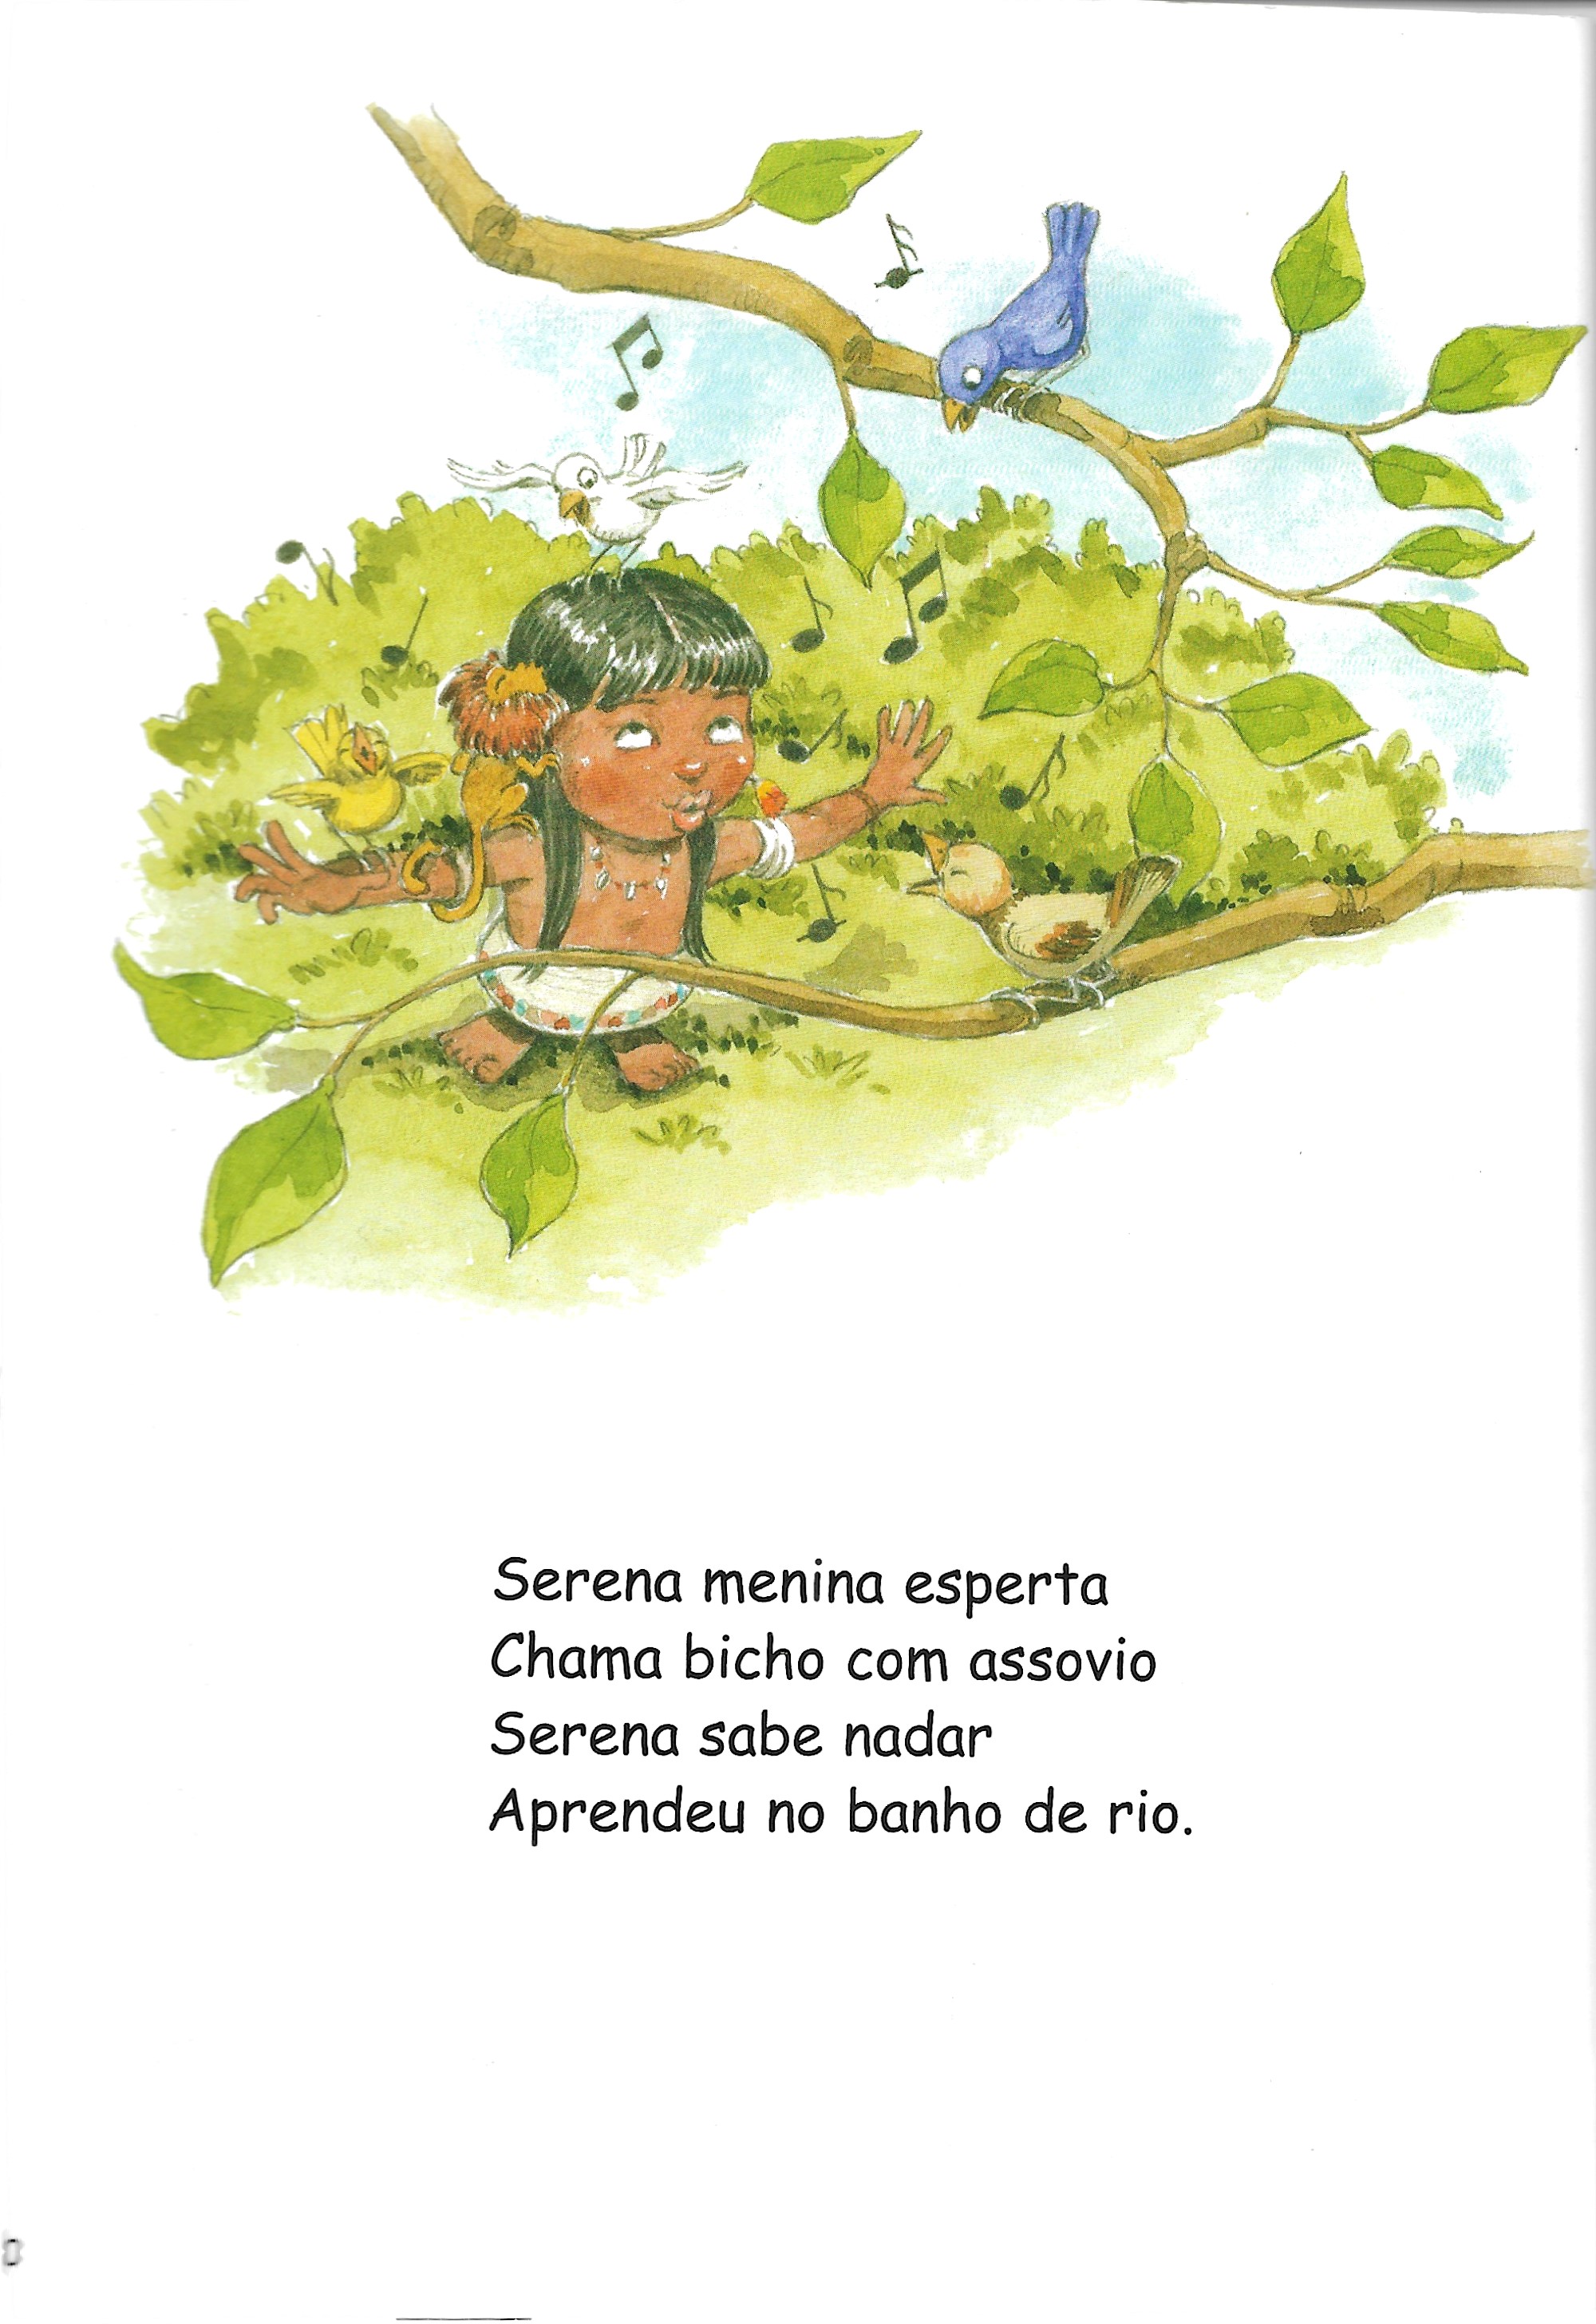 Serena menina esperta
Chama bicho com assovio
Serena sabe nadar
Aprendeu no banho de rio.